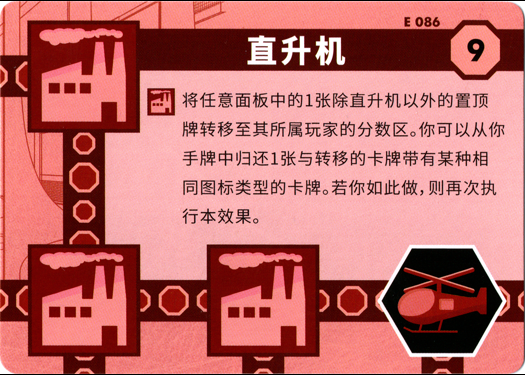 E 086
直升机
9
将任意面板中的1张除直升机以外的置顶
牌转移至其所属玩家的分数区。你可以从你
手牌中归还1张与转移的卡牌带有某种相
同图标类型的卡牌。若你如此做，则再次执
行本效果。